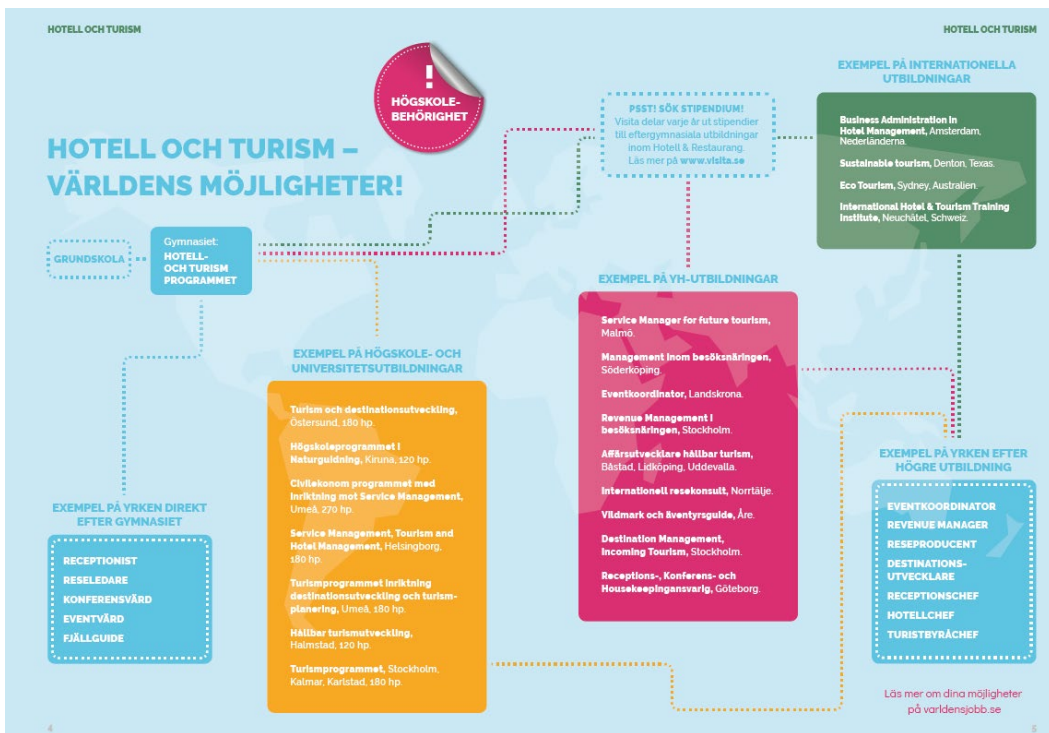 HOTELL OCH TURISM
HOTELL OCH TURISM
!
HÖGSKOLE-
BEHÖRIGHET
HOTELL OCH TURISM –
VÄRLDENS MÖJLIGHETER!
GRUNDSKOLA
Gymnasiet:
HOTELL-
OCH TURISM
PROGRAMMET
EXEMPEL PÅ YRKEN DIREKT
EFTER GYMNASIET
RECEPTIONIST
RESELEDARE
KONFERENSVÄRD
EVENTVÄRD
FJÄLLGUIDE
EXEMPEL PÅ HÖGSKOLE- OCH
UNIVERSITETSUTBILDNINGAR
Turism och destinationsutveckling,
Östersund, 180 hp.
Högskoleprogrammet i
Naturguidning, Kiruna, 120 hp.
Civilekonom programmet med
inriktning mot Service Management,
Umeå, 270 hp.
Service Management, Tourism and
Hotel Management, Helsingborg,
180 hp.
Turismprogrammet inriktning
destinationsutveckling och turism-
planering, Umeå, 180 hp.
Hållbar turismutveckling,
Halmstad, 120 hp.
Turismprogrammet, Stockholm,
Kalmar, Karlstad, 180 hp.
PSST! SÖK STIPENDIUM!
Visita delar varje år ut stipendier
till eftergymnasiala utbildningar
inom Hotell & Restaurang.
Läs mer på www.visita.se
EXEMPEL PÅ YH-UTBILDNINGAR
Service Manager for future tourism,
Malmö.
Management inom besöksnäringen,
Söderköping.
Eventkoordinator, Landskrona.
Revenue Management i
besöksnäringen, Stockholm.
Affärsutvecklare hållbar turism,
Båstad, Lidköping, Uddevalla.
Internationell resekonsult, Norrtälje.
Vildmark och äventyrsguide, Åre.
Destination Management,
Incoming Tourism, Stockholm.
Receptions-, Konferens- och
Housekeepingansvarig, Göteborg.
EXEMPEL PÅ INTERNATIONELLA
UTBILDNINGAR
Business Administration in
Hotel Management, Amsterdam,
Nederländerna.
Sustainable tourism, Denton, Texas.
Eco Tourism, Sydney, Australien.
International Hotel & Tourism Training
Institute, Neuchâtel, Schweiz.
EXEMPEL PÅ YRKEN EFTER
HÖGRE UTBILDNING
EVENTKOORDINATOR
REVENUE MANAGER
RESEPRODUCENT
DESTINATIONS-
UTVECKLARE
RECEPTIONSCHEF
HOTELLCHEF
TURISTBYRÅCHEF
Läs mer om dina möjligheter
på varldensjobb.se
4
5